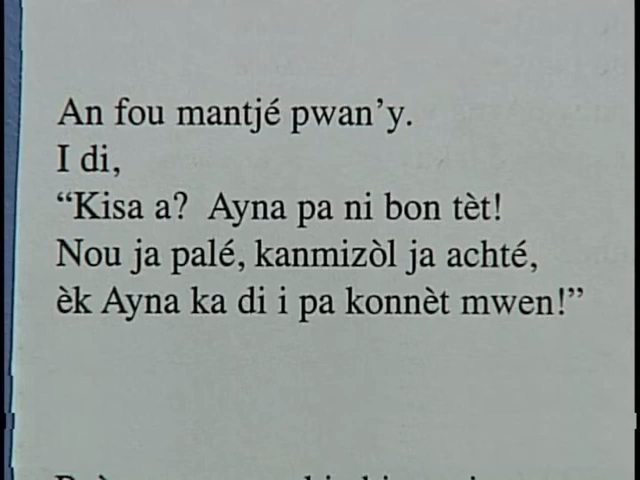 An fou mantjé pwan'y.
I di,
“Kisa a? Ayna pa ni bon tèt!
Nou ja palé, kanmizòl ja achté,
èk Ayna ka di i pa konnèt mwen!”